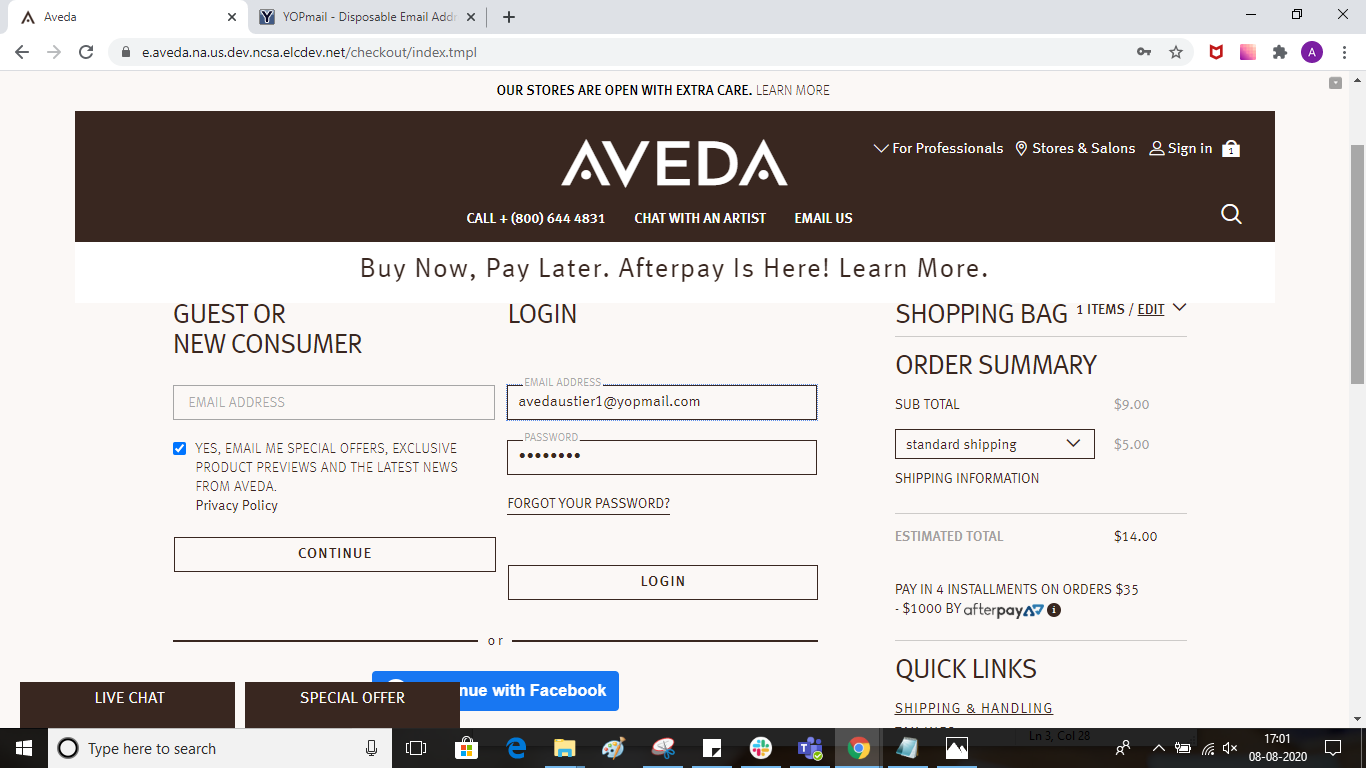 Aveda
YOPmail - Disposable Email Addr
e.aveda.na.us.dev.ncsa.elcdev.net/checkout/index.tmpl
A
OUR STORES ARE OPEN WITH EXTRA CARE. LEARN MORE
AVEDA
For Professionals
Stores & Salons
Sign in
1
CALL + (800) 644 4831
CHAT WITH AN ARTIST
EMAIL US
Buy Now, Pay Later. Afterpay Is Here! Learn More.
GUEST OR
NEW CONSUMER
EMAIL ADDRESS
YES, EMAIL ME SPECIAL OFFERS, EXCLUSIVE
PRODUCT PREVIEWS AND THE LATEST NEWS
FROM AVEDA.
Privacy Policy
CONTINUE
LOGIN
EMAIL ADDRESS
avedaustier1@yopmail.com
PASSWORD
••••••••
FORGOT YOUR PASSWORD?
LOGIN
or
nue with Facebook
LIVE CHAT
SPECIAL OFFER
SHOPPING BAG 1 ITEMS / EDIT
ORDER SUMMARY
SUB TOTAL $9.00
standard shipping $5.00
SHIPPING INFORMATION
ESTIMATED TOTAL $14.00
PAY IN 4 INSTALLMENTS ON ORDERS $35
- $1000 BY afterpay
QUICK LINKS
SHIPPING & HANDLING
Ln 3, Col 28
Type here to search
17:01
08-08-2020